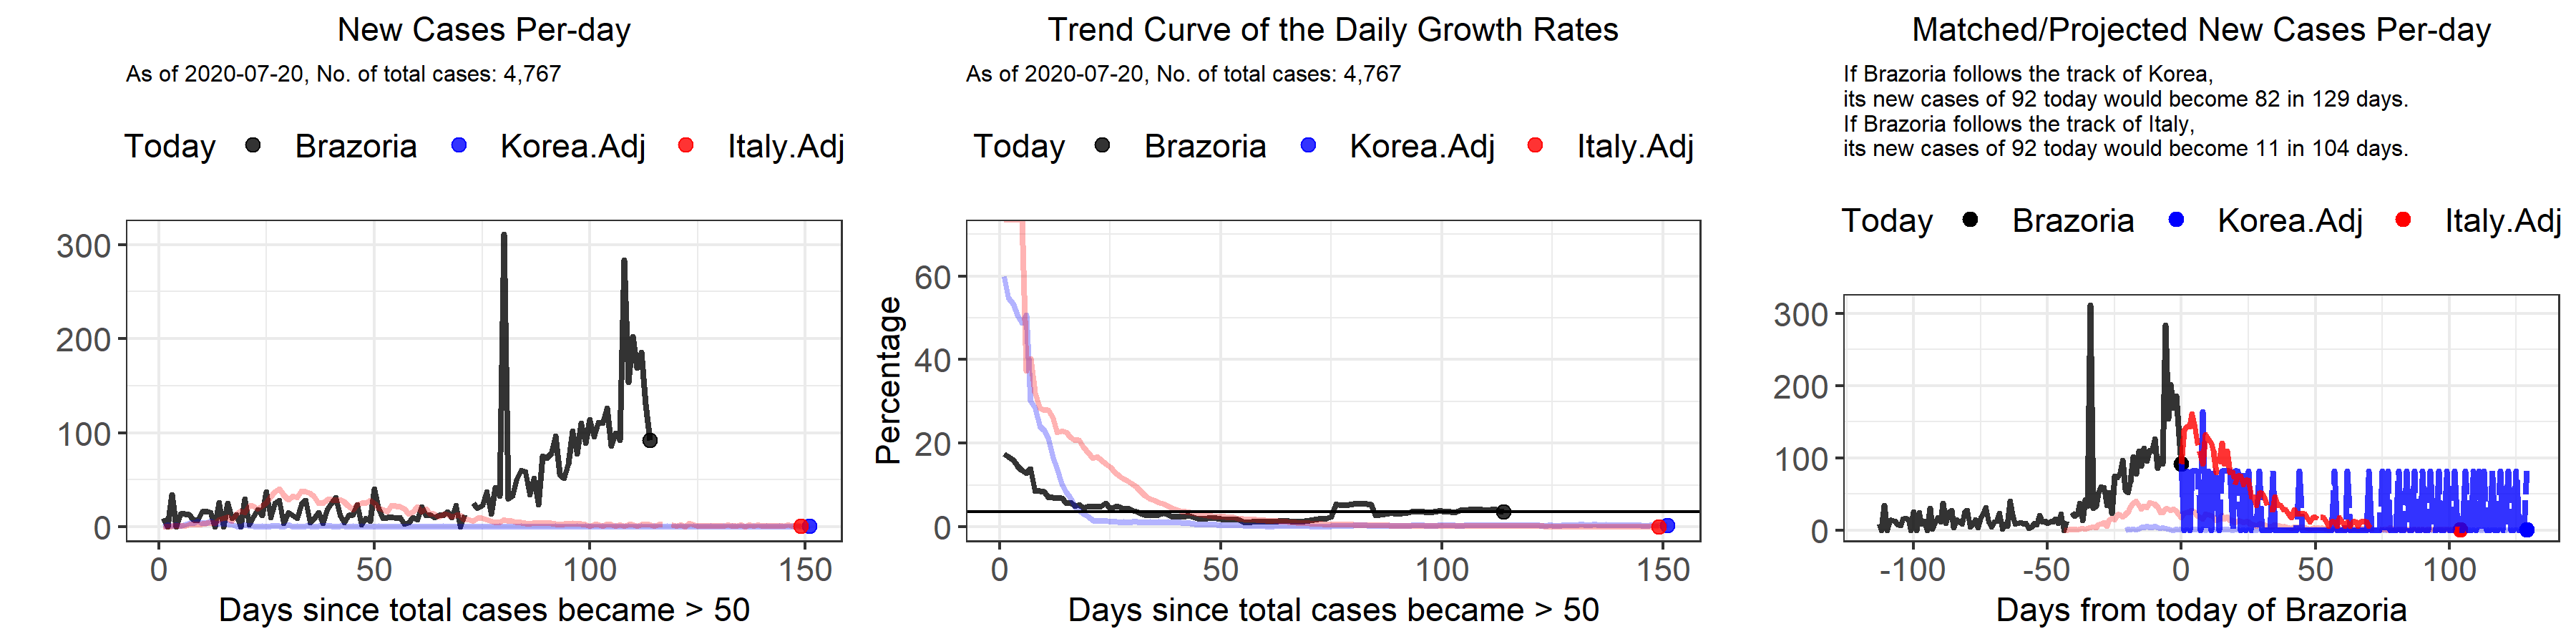 New Cases Per-day
As of 2020-07-20, No. of total cases: 4,767
Today Brazoria Korea.Adj Italy.Adj
300
200
100
0
0 50 100 150
Days since total cases became > 50
Trend Curve of the Daily Growth Rates
As of 2020-07-20, No. of total cases: 4,767
Today Brazoria Korea.Adj Italy.Adj
Percentage
60
40
20
0
0 50 100 150
Days since total cases became > 50
Matched/Projected New Cases Per-day
If Brazoria follows the track of Korea,
its new cases of 92 today would become 82 in 129 days.
If Brazoria follows the track of Italy,
its new cases of 92 today would become 11 in 104 days.
Today Brazoria Korea.Adj Italy.Adj
300
200
100
0
-100 -50 0 50 100
Days from today of Brazoria